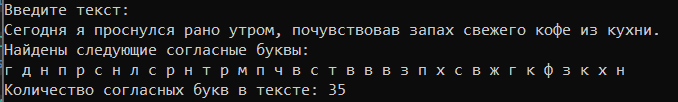 Введите текст:
Сегодня я проснулся рано утром, почувствовав запах свежего кофе из кухни.
Найдены следующие согласные буквы:
г д н п р с н л с р н т р м п ч в с т в в в з п х с в ж г к ф з к х н
Количество согласных букв в тексте: 35